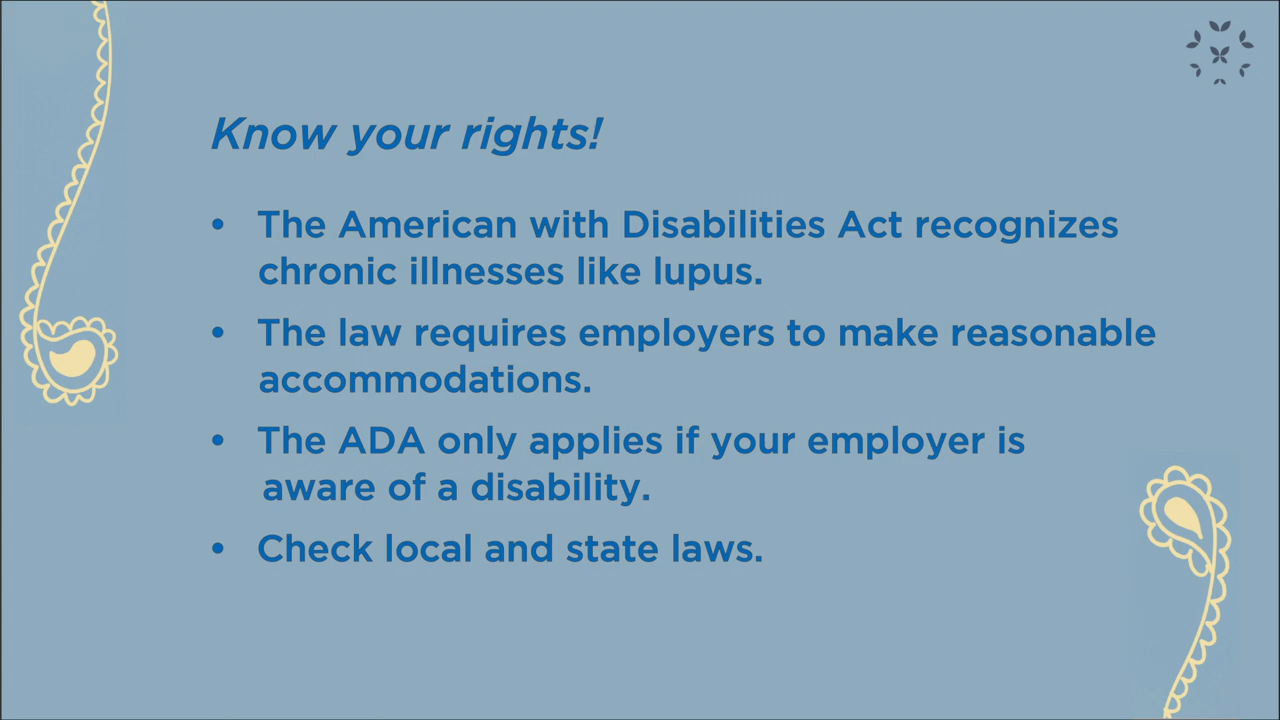 Know your rights!
• The American with Disabilities Act recognizes
chronic illnesses like lupus.
• The law requires employers to make reasonable
accommodations.
• The ADA only applies if your employer is
aware of a disability.
• Check local and state laws.